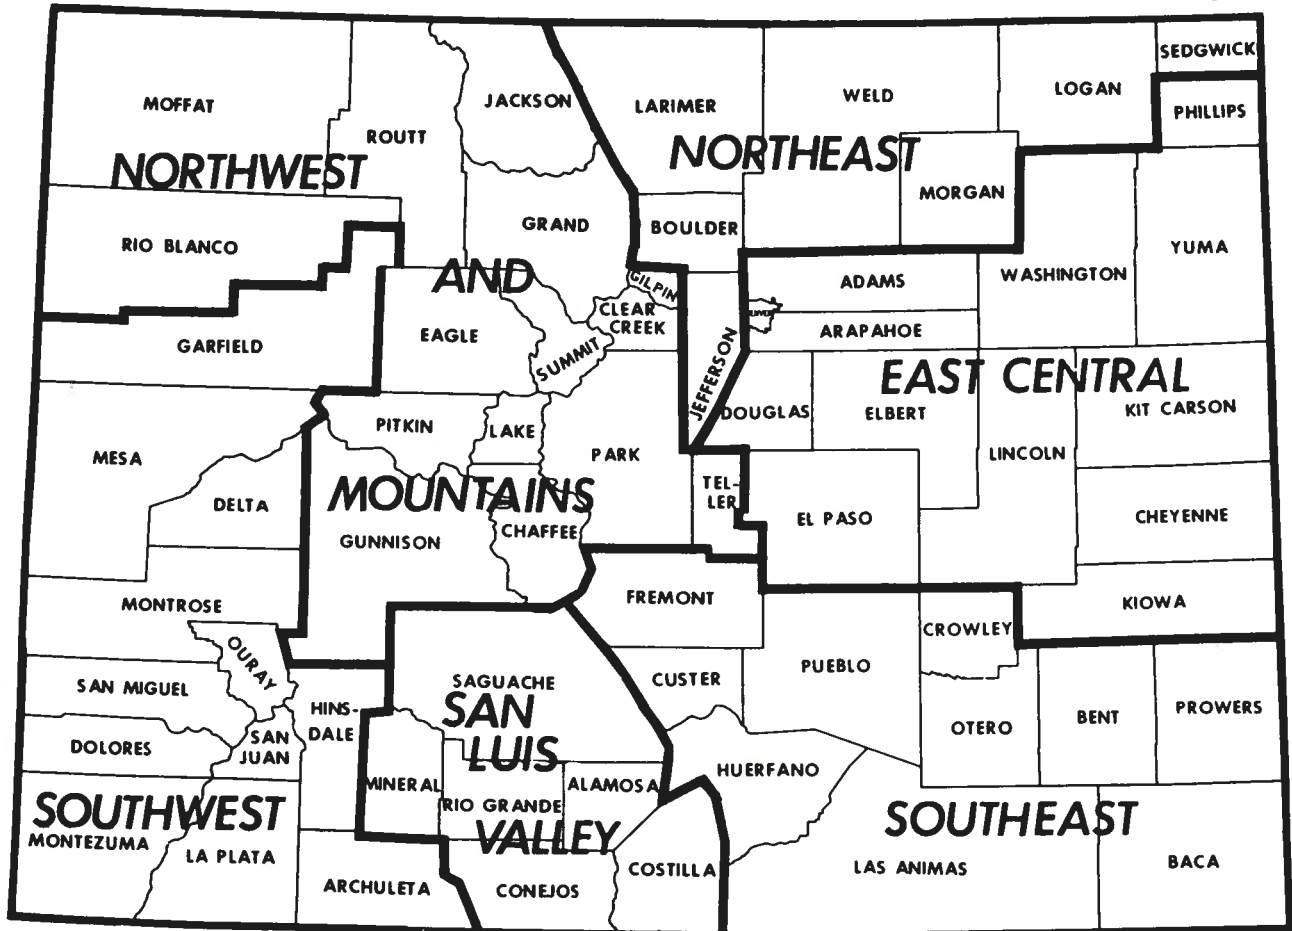 SEDGWICK
MOFFAT
JACKSON
LARIMER
WELD
LOGAN
PHILLIPS
ROUTT
NORTHWEST
NORTHEAST
MORGAN
RIO BLANCO
GRAND
BOULDER
YUMA
AND
GILPIN
ADAMS
WASHINGTON
CLEAR
CREEK
GARFIELD
EAGLE
SUMMIT
JEFFERSON
DENVER
ARAPAHOE
EAST CENTRAL
PITKIN
LAKE
DOUGLAS
ELBERT
KIT CARSON
MESA
PARK
LINCOLN
DELTA
MOUNTAINS
TEL-
LER
EL PASO
CHEYENNE
GUNNISON
CHAFFEE
MONTROSE
FREMONT
KIOWA
CROWLEY
OURAY
SAN MIGUEL
SAGUACHE
CUSTER
PUEBLO
HINS-
DALE
SAN
LUIS
VALLEY
OTERO
BENT
PROWERS
DOLORES
SAN
JUAN
MINERAL
ALAMOSA
HUERFANO
SOUTHWEST
RIO GRANDE
SOUTHEAST
MONTEZUMA
LA PLATA
ARCHULETA
CONEJOS
COSTILLA
LAS ANIMAS
BACA